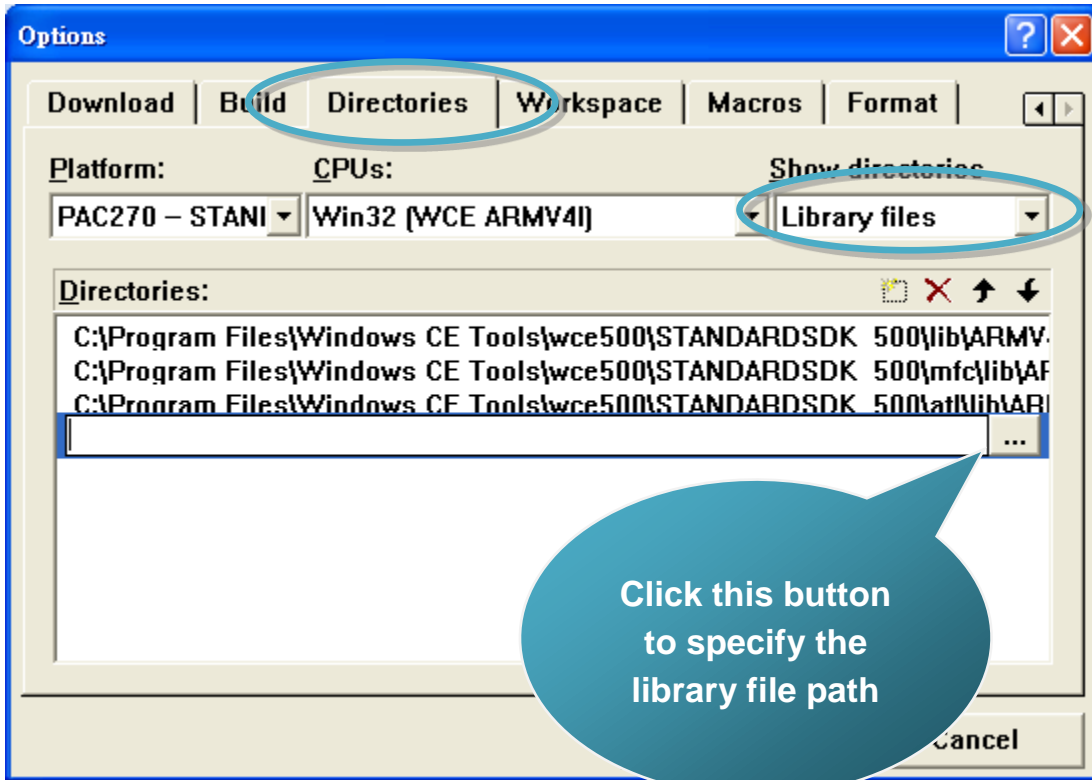 Options
Download Build Directories Workspace Macros Format
Platform: CPUs: Show directories
PAC270 – STANI Win32 (WCE ARMV4I) Library files
Directories:
C:\Program Files\Windows CE Tools\wce500\STANDARDSDK_500\lib\ARMV
C:\Program Files\Windows CE Tools\wce500\STANDARDSDK_500\mfc\lib\AR
C:\Program Files\Windows CE Tools\wce500\STANDARDSDK_500\atl\lib\ARI
...
Click this button
to specify the
library file path
Cancel